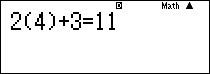 D Math ▲
2(4)+3=11